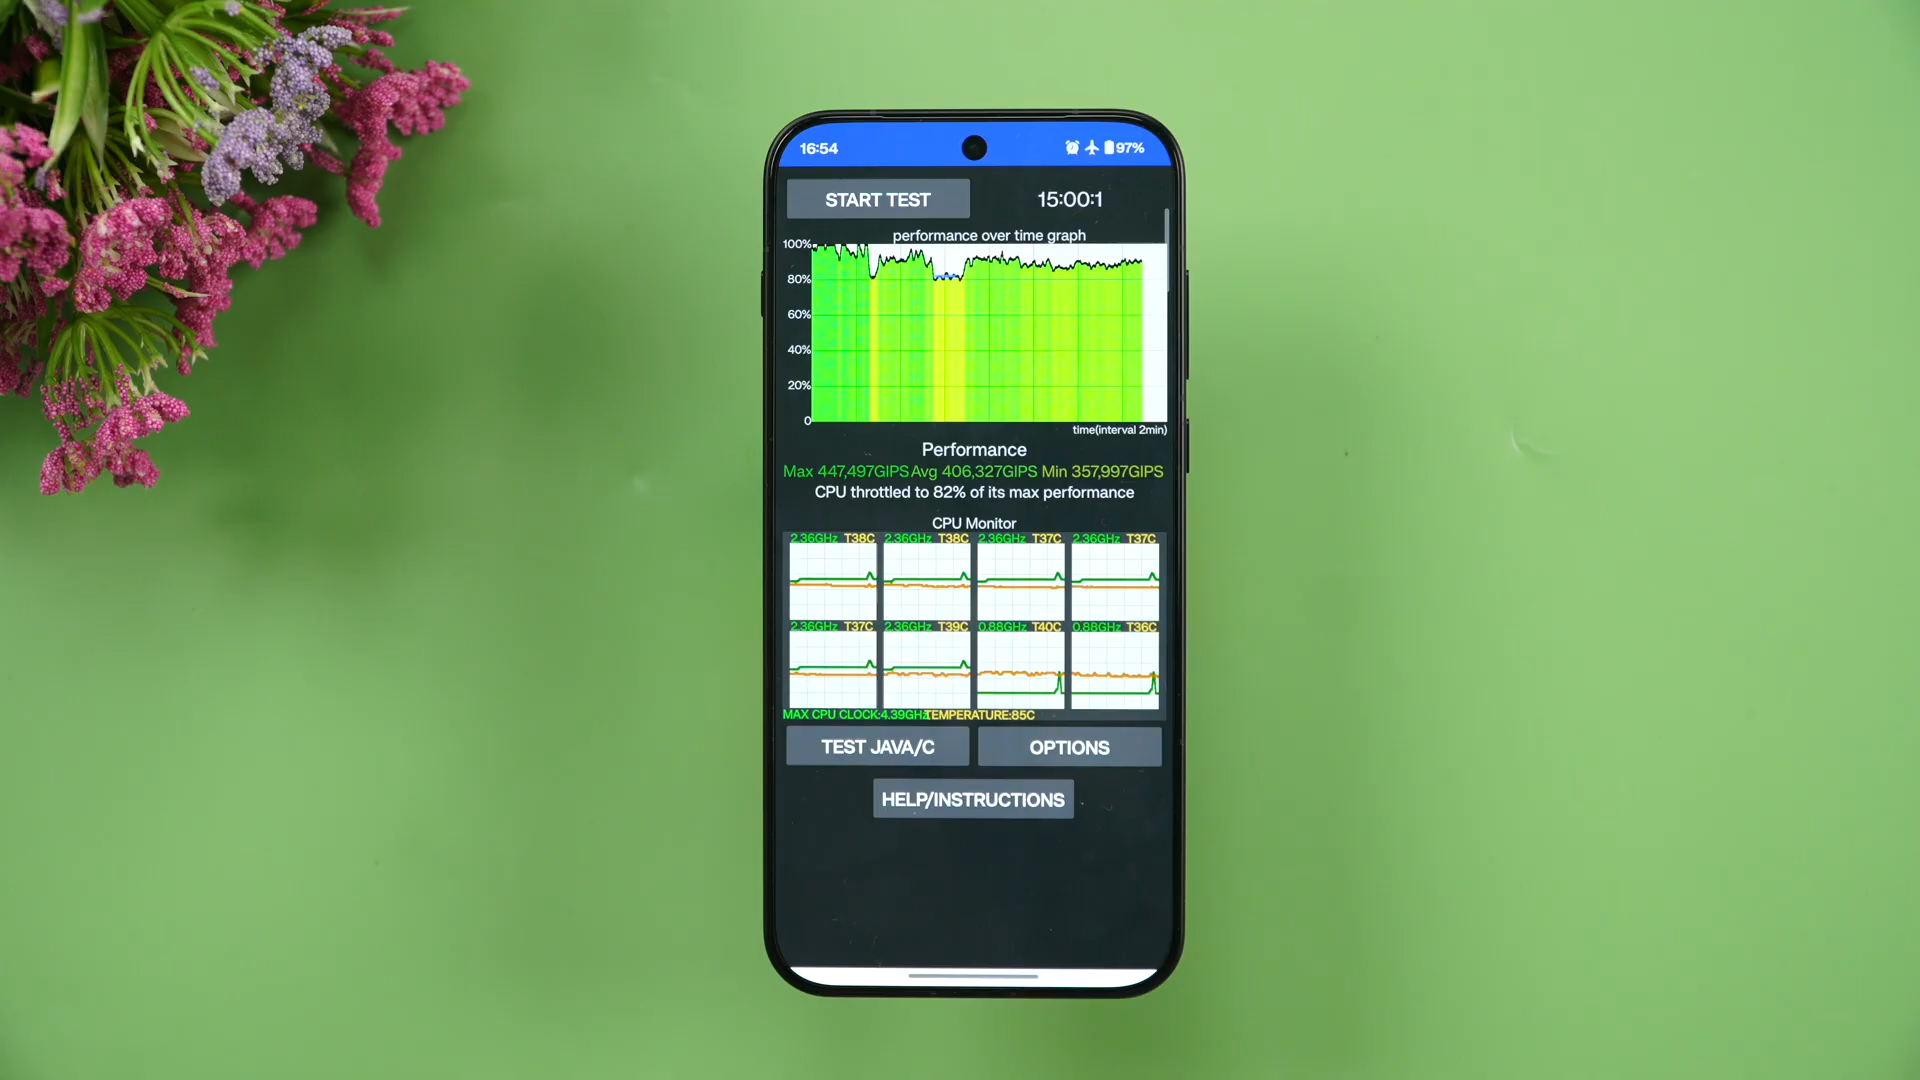 16:54 97%
START TEST 15:00:1
performance over time graph
100%
80%
60%
40%
20%
0
time(interval 2min)
Performance
Max 447,497GIPS Avg 406,327GIPS Min 357,997GIPS
CPU throttled to 82% of its max performance
CPU Monitor
2.36GHz T38C 2.36GHz T38C 2.36GHz T37C 2.36GHz T37C
2.36GHz T37C 2.36GHz T39C 0.88GHz T40C 0.88GHz T36C
MAX CPU CLOCK:4.39GHz TEMPERATURE:85C
TEST JAVA/C OPTIONS
HELP/INSTRUCTIONS